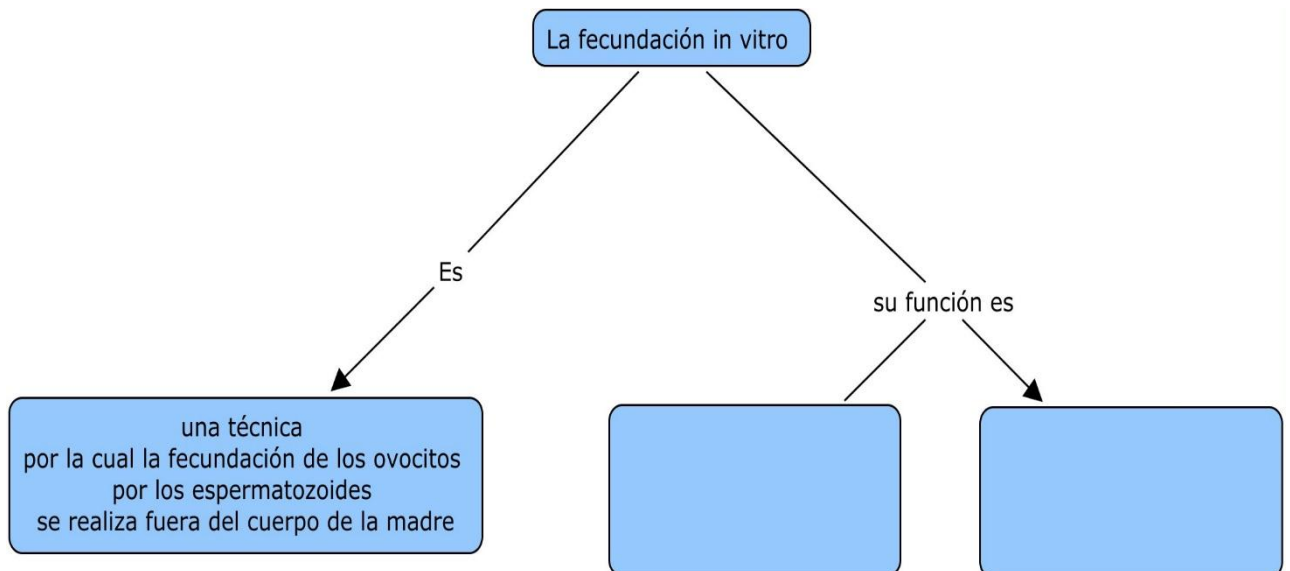 La fecundación in vitro
Es
su función es
una técnica
por la cual la fecundación de los ovocitos
por los espermatozoides
se realiza fuera del cuerpo de la madre